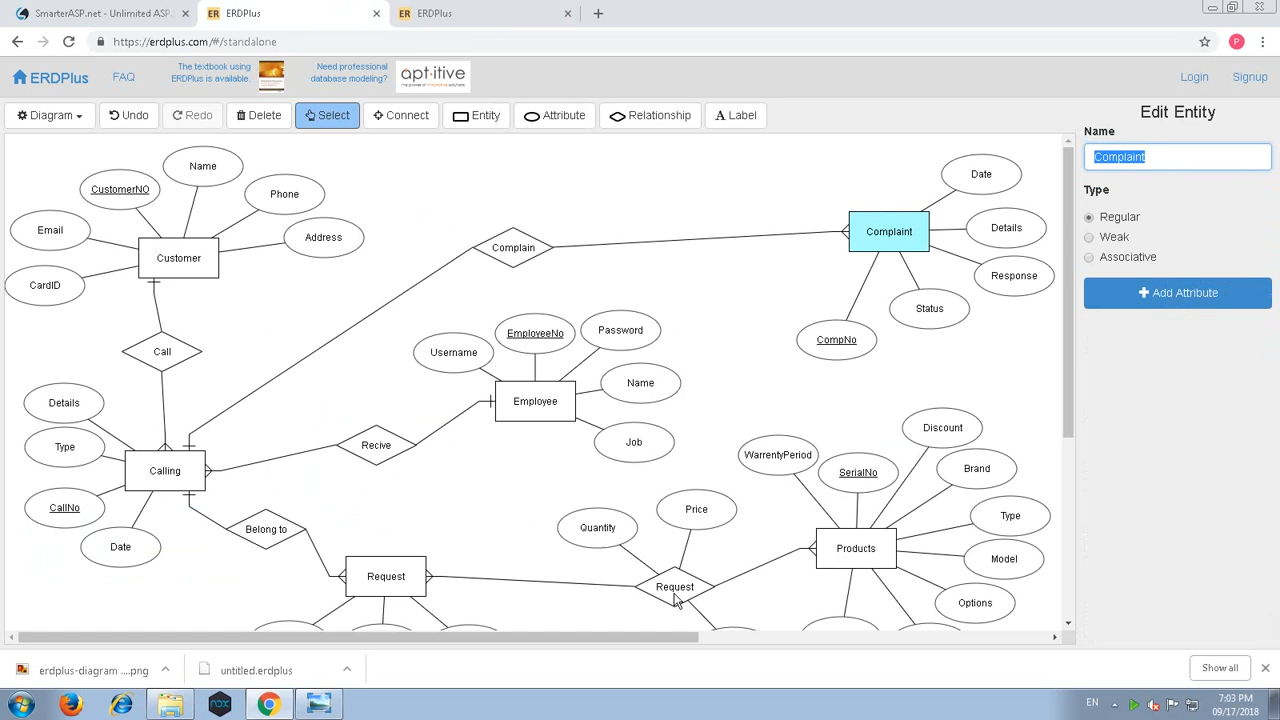 SmarterASP.net - Unlimited ASP.
ERDPlus
ERDPlus
https://erdplus.com/#/standalone
P
ERDPlus
FAQ
The textbook using
ERDPlus is available.
Need professional
database modeling?
apt·itive
Login
Signup
Diagram
Undo
Redo
Delete
Select
Connect
Entity
Attribute
Relationship
Label
Edit Entity
Name
Complaint
Type
Regular
Weak
Associative
Add Attribute
Name
CustomerNO
Phone
Email
Address
Customer
CardID
Call
Complain
Date
Complaint
Details
Response
Status
CompNo
Username
EmployeeNo
Password
Name
Employee
Job
Details
Type
Calling
CallNo
Date
Recive
Belong to
Request
Quantity
Price
Request
WarrentyPeriod
SerialNo
Discount
Brand
Type
Products
Model
Options
erdplus-diagram ....png
untitled.erdplus
Show all
nox
EN
7:03 PM
09/17/2018